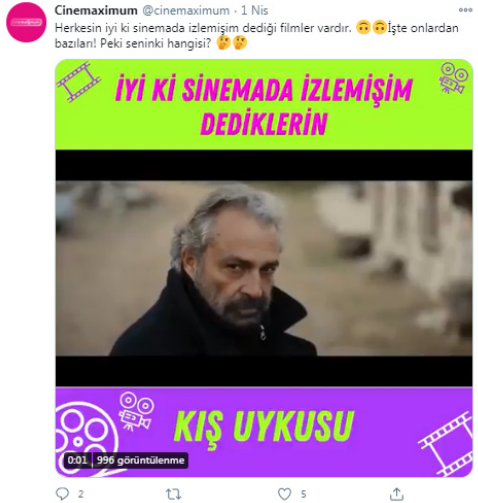 Cinemaximum @cinemaximum · 1 Nis
Herkesin iyi ki sinemada izlemişim dediği filmler vardır. 🙃🙃İşte onlardan
bazıları! Peki seninki hangisi? 🤔🤔
İYİ Kİ SİNEMADA İZLEMİŞİM
DEDİKLERİN
KIŞ UYKUSU
0:01 996 görüntülenme
2 5